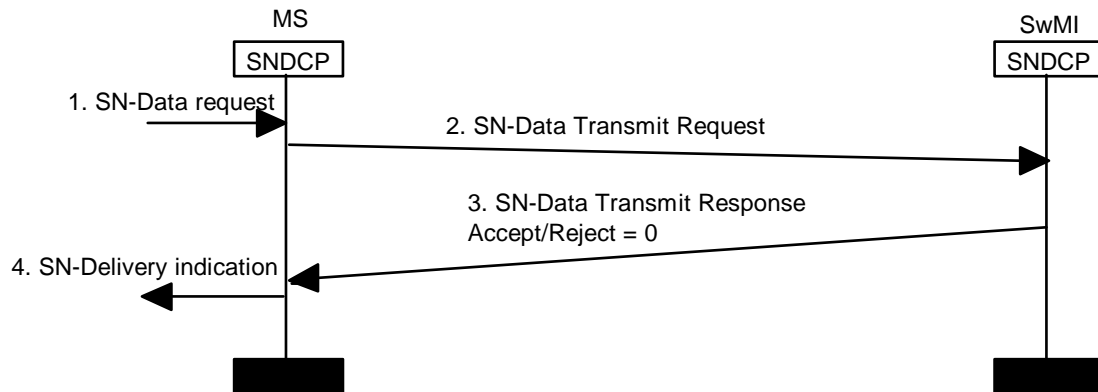 MS
SwMI
SNDCP
SNDCP
1. SN-Data request
2. SN-Data Transmit Request
3. SN-Data Transmit Response
Accept/Reject = 0
4. SN-Delivery indication